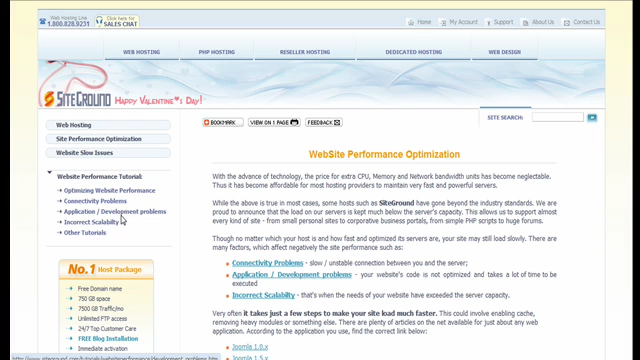 Web Hosting Link
1.800.828.9231
Click here for
SALES CHAT
Home
My Account
Support
About Us
Contact Us
WEB HOSTING
PHP HOSTING
RESELLER HOSTING
DEDICATED HOSTING
WEB DESIGN
SITEGROUND HAPPY VALENTINE'S DAY!
SITE SEARCH:
Web Hosting
Site Performance Optimization
Website Slow Issues
BOOKMARK
VIEW ON 1 PAGE
FEEDBACK
Website Performance Tutorial:
Optimizing Website Performance
Connectivity Problems
Application / Development problems
Incorrect Scalability
Other Tutorials
No.1 Host Package
Free Domain name
750 GB space
7500 GB Traffic/mo
Unlimited FTP access
24/7 Top Customer Care
FREE Blog Installation
Immediate activation
WebSite Performance Optimization
With the advance of technology, the price for extra CPU, Memory and Network bandwidth units has become neglectable.
Thus it has become affordable for most hosting providers to maintain very fast and powerful servers.
While the above is true in most cases, some hosts such as SiteGround have gone beyond the industry standards. We are
proud to announce that the load on our servers is kept much below the server's capacity. This allows us to support almost
every kind of site - from small personal sites to corporative business portals, from simple PHP scripts to huge forums.
Though no matter which your site is and how fast and optimized its servers are, your site may still load slowly. There are
many factors, which affect negatively the site performance such as:
Connectivity Problems - slow / unstable connection between you and the server;
Application / Development problems - your website's code is not optimized and takes a lot of time to be
executed
Incorrect Scalability - that's when the needs of your website have exceeded the server capacity.
Very often it takes just a few steps to make your site load much faster. This could involve enabling cache,
removing heavy modules or something else. There are plenty of articles on the net available for just about any web
application. According to the application you use, find the correct link below:
Joomla 1.0.x
Joomla 1.5.x
http://www.siteground.com/tutorials/websiteperformance/development_problems.htm